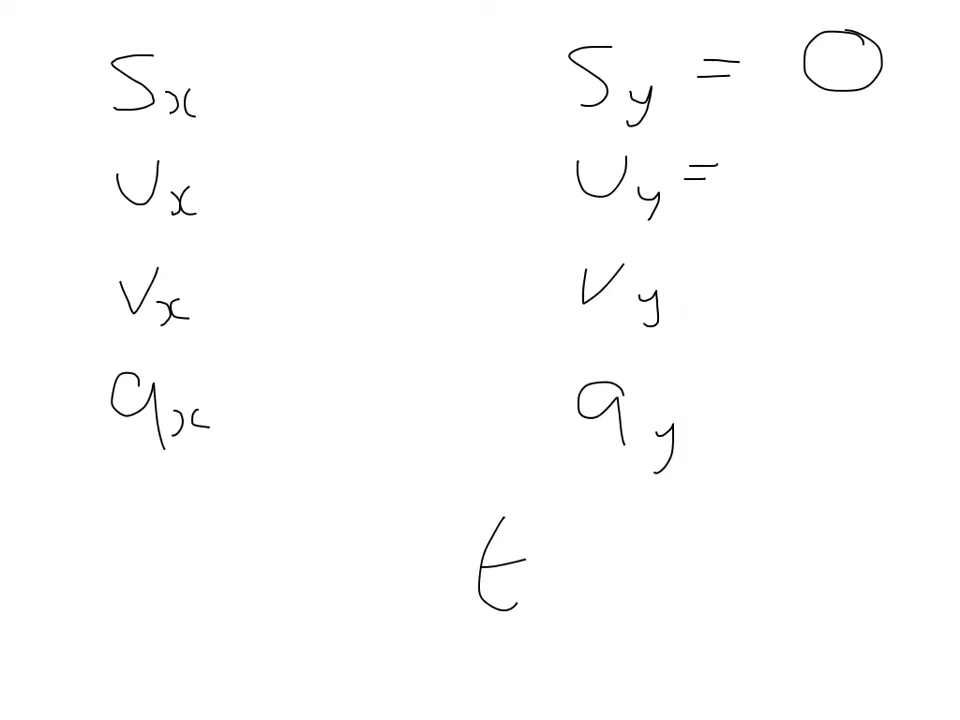 Sx Sy = 0
Ux Uy =
Vx Vy
ax ay
t